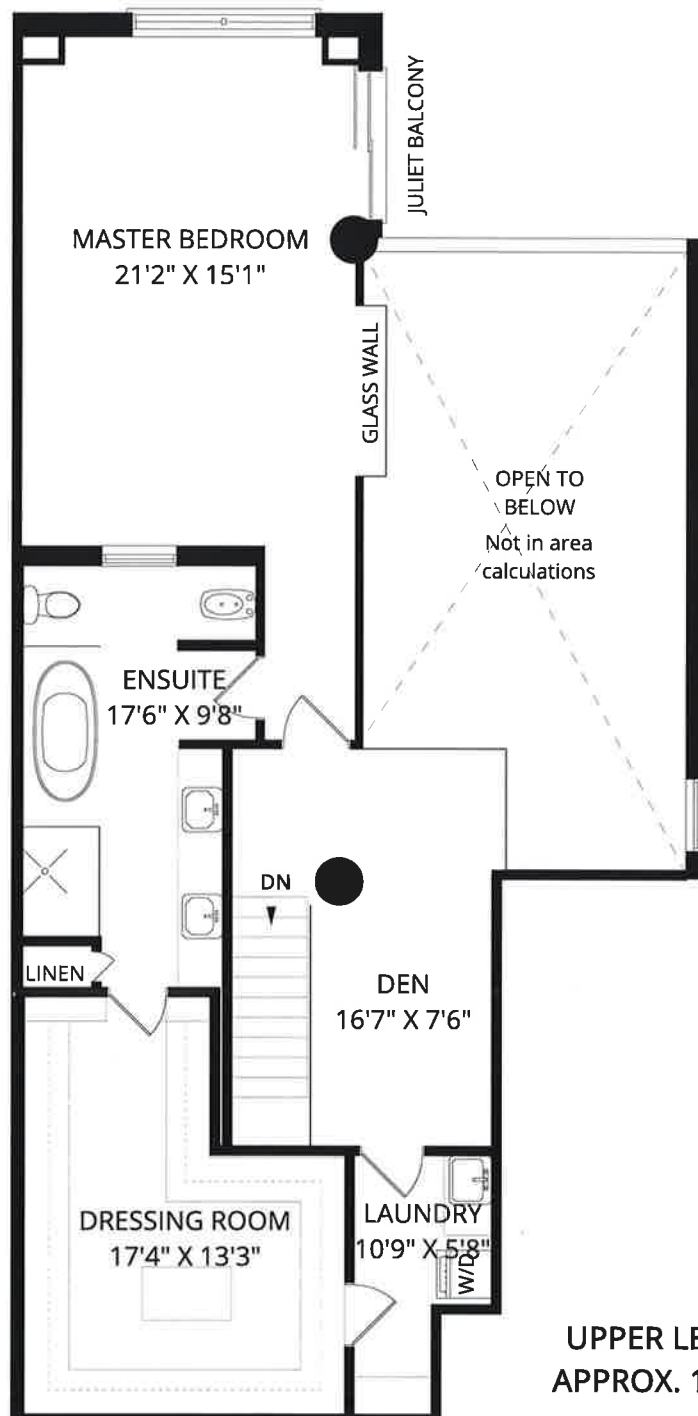 JULIET BALCONY
MASTER BEDROOM
21'2" X 15'1"
GLASS WALL
OPEN TO
BELOW
Not in area
calculations
ENSUITE
17'6" X 9'8"
DN
LINEN
DEN
16'7" X 7'6"
DRESSING ROOM
17'4" X 13'3"
LAUNDRY
10'9" X 5'8"
W/D
UPPER
APPROX.